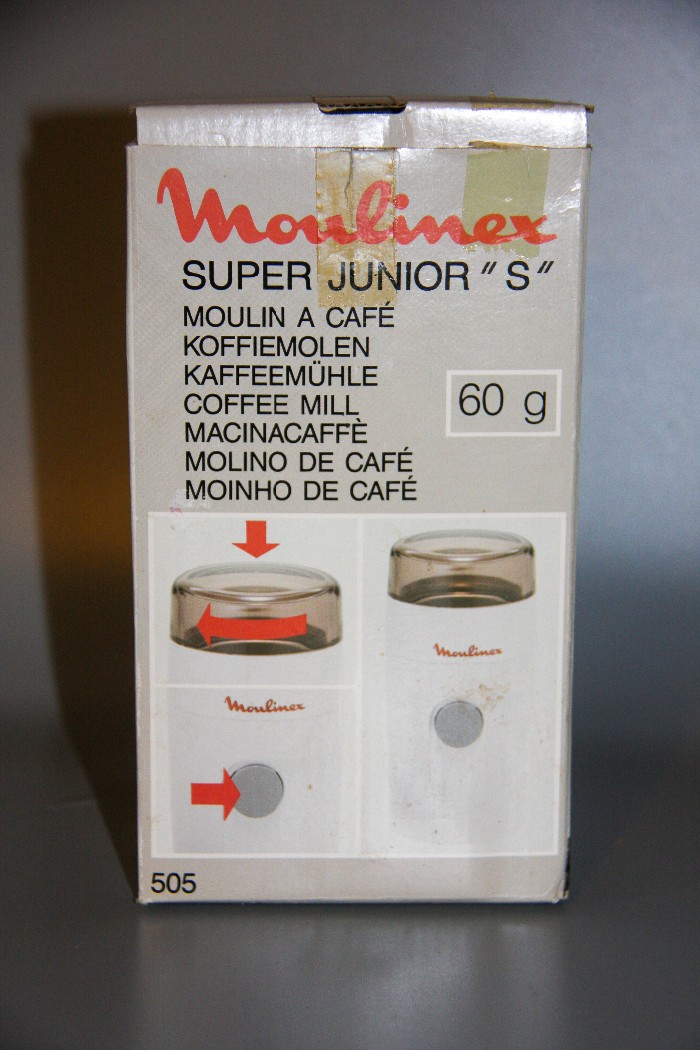 Moulinex
SUPER JUNIOR "S"
MOULIN A CAFÉ
KOFFIEMOLEN
KAFFEEMÜHLE
COFFEE MILL
MACINACAFFÈ
MOLINO DE CAFÉ
MOINHO DE CAFÉ
60 g
Moulinex
Moulinex
505